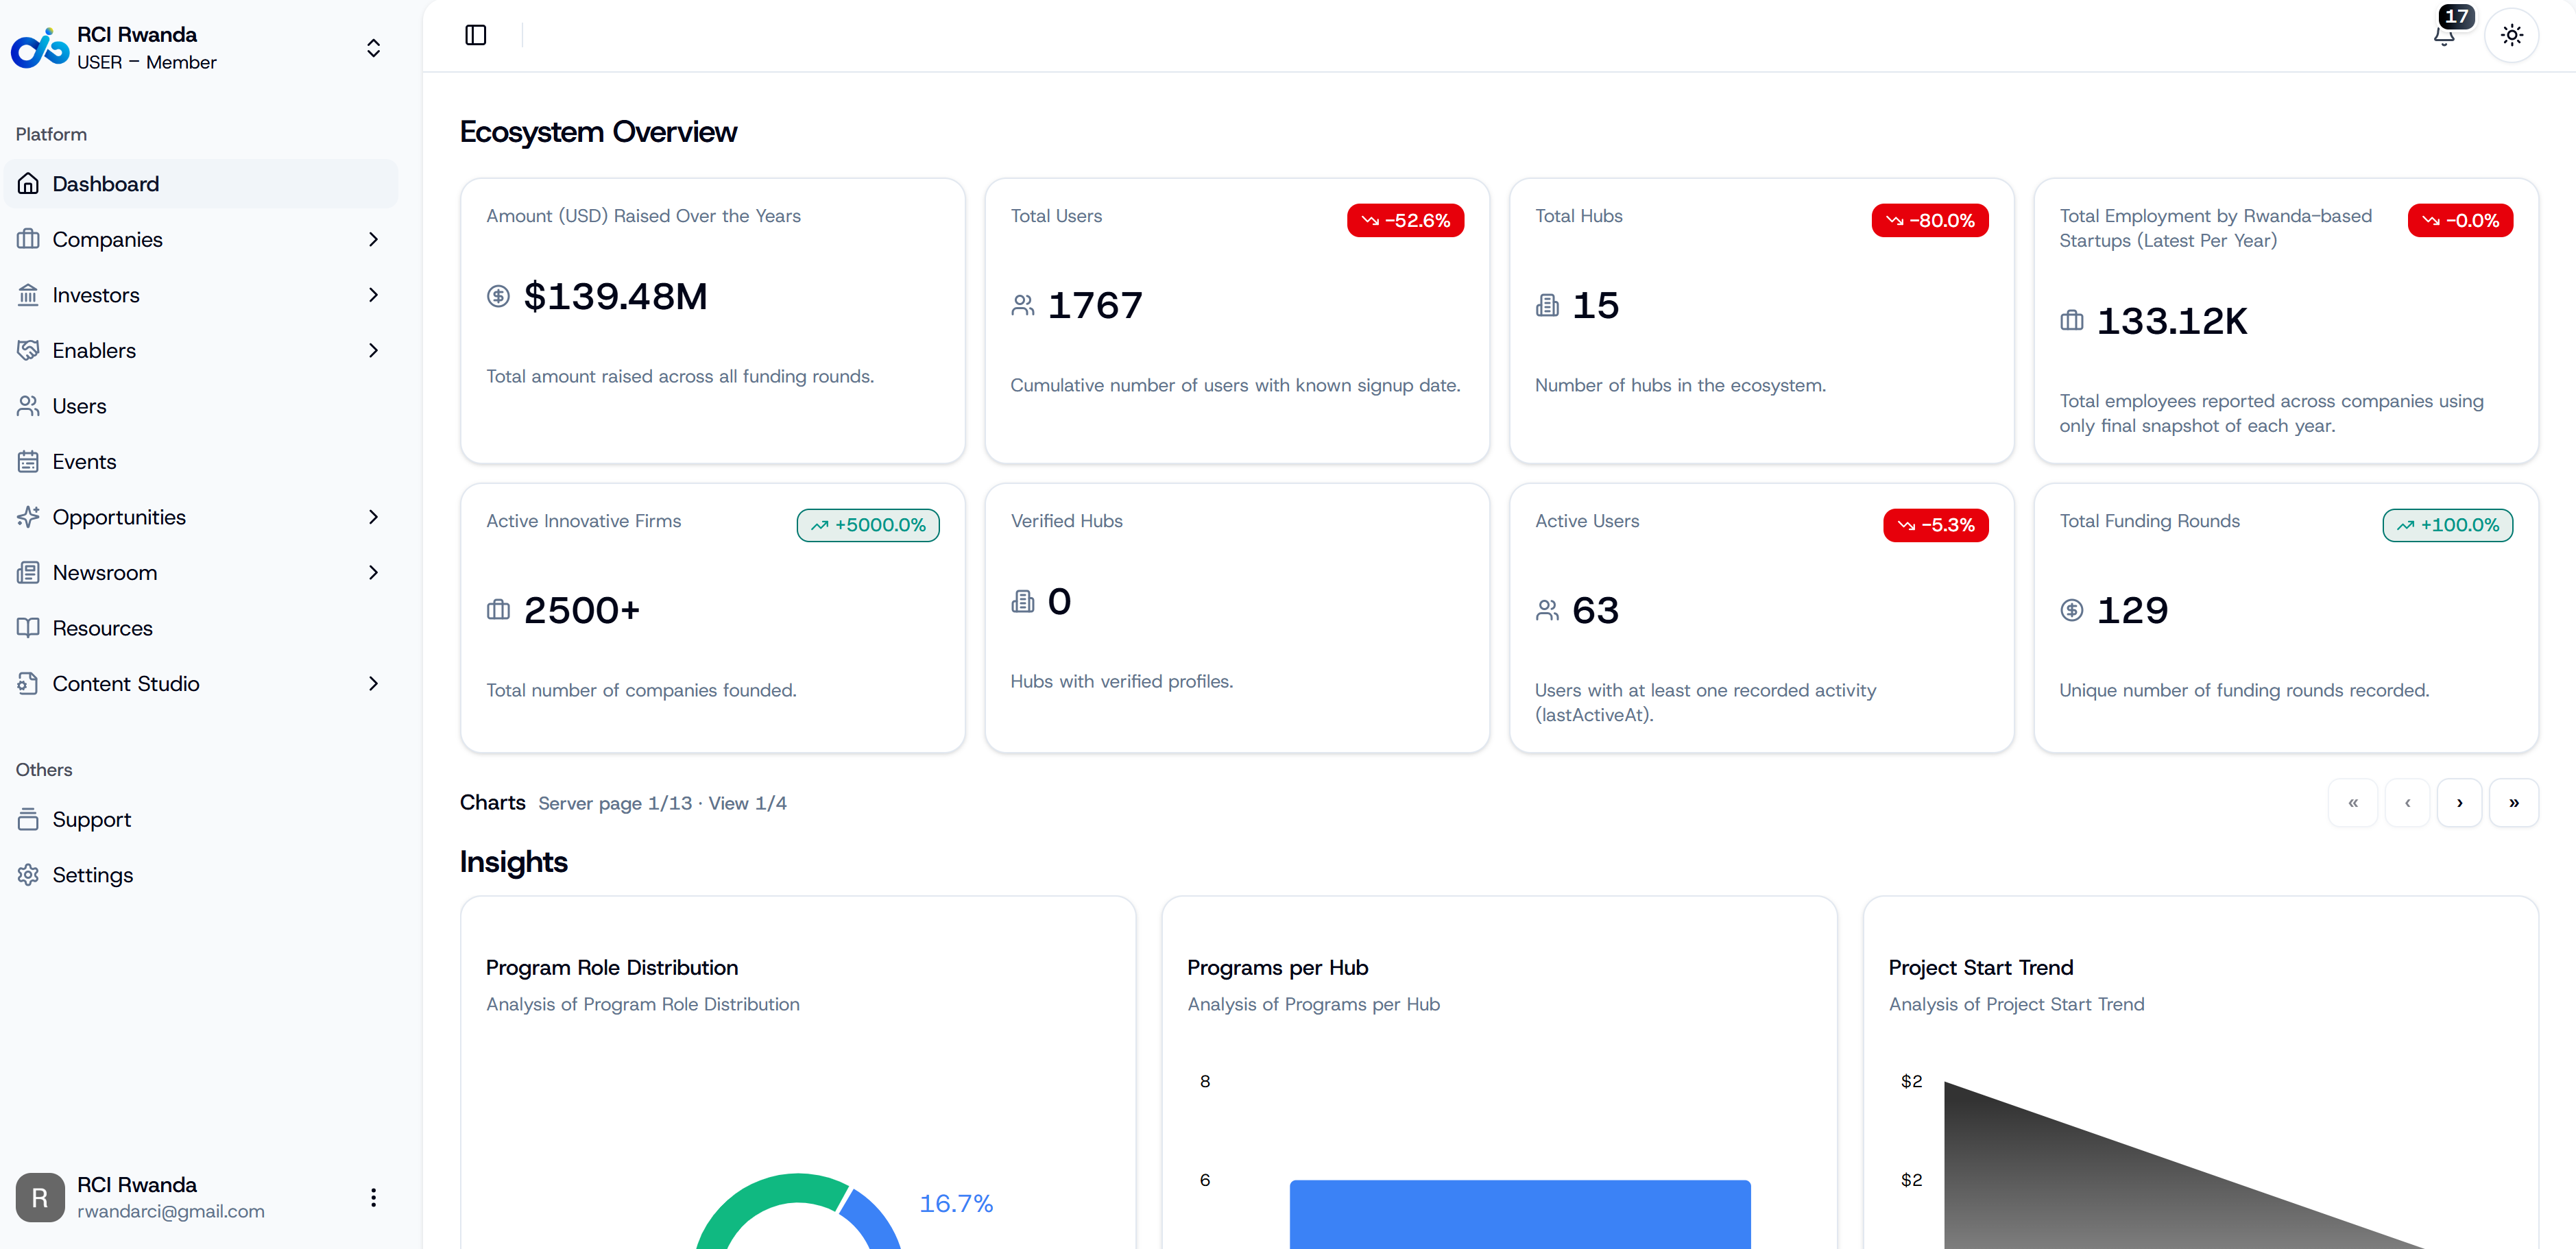 RCI Rwanda
USER – Member
Platform
Dashboard
Companies
Investors
Enablers
Users
Events
Opportunities
Newsroom
Resources
Content Studio
Others
Support
Settings
R
RCI Rwanda
rwandarci@gmail.com
17
Ecosystem Overview
Amount (USD) Raised Over the Years
$139.48M
Total amount raised across all funding rounds.
Total Users
-52.6%
1767
Cumulative number of users with known signup date.
Total Hubs
-80.0%
15
Number of hubs in the ecosystem.
Total Employment by Rwanda-based
Startups (Latest Per Year)
-0.0%
133.12K
Total employees reported across companies using
only final snapshot of each year.
Active Innovative Firms
+5000.0%
2500+
Total number of companies founded.
Verified Hubs
0
Hubs with verified profiles.
Active Users
-5.3%
63
Users with at least one recorded activity
(lastActiveAt).
Total Funding Rounds
+100.0%
129
Unique number of funding rounds recorded.
Charts Server page 1/13 · View 1/4
« ‹ › »
Insights
Program Role Distribution
Analysis of Program Role Distribution
16.7%
Programs per Hub
Analysis of Programs per Hub
8
6
Project Start Trend
Analysis of Project Start Trend
$2
$2